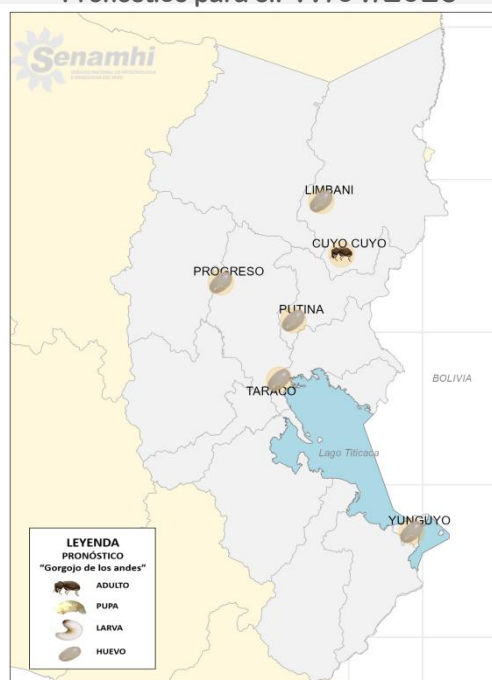 Senamhi
LIMBANI
CUYO CUYO
PROGRESO
PUTINA
TARACO
BOLIVIA
Lago Titicaca
YUNGUYO
LEYENDA
PRONÓSTICO
"Gorgojo de los andes"
ADULTO
PUPA
LARVA
HUEVO